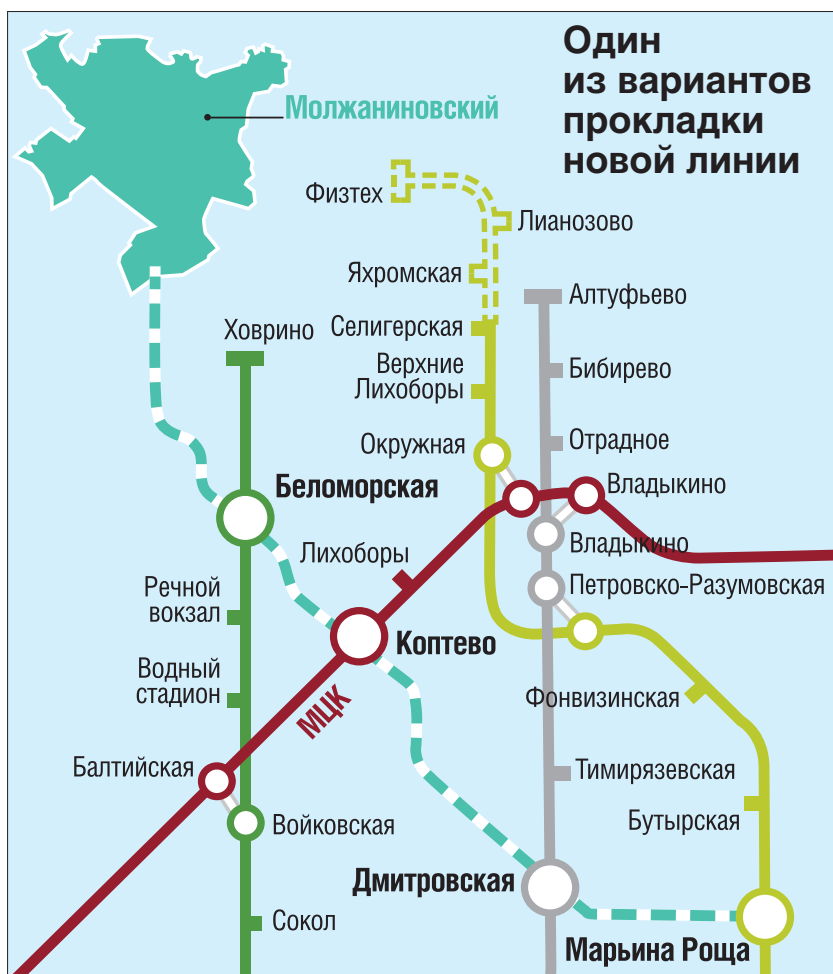 Один
из вариантов
прокладки
новой линии
Молжаниновский
Физтех
Лианозово
Яхромская
Алтуфьево
Селигерская
Ховрино
Верхние
Лихоборы
Бибирево
Окружная
Отрадное
Беломорская
Владыкино
Владыкино
Лихоборы
Речной
вокзал
Петровско-Разумовская
Коптево
Водный
стадион
Фонвизинская
МЦК
Балтийская
Тимирязевская
Войковская
Бутырская
Дмитровская
Сокол
Марьина Роща